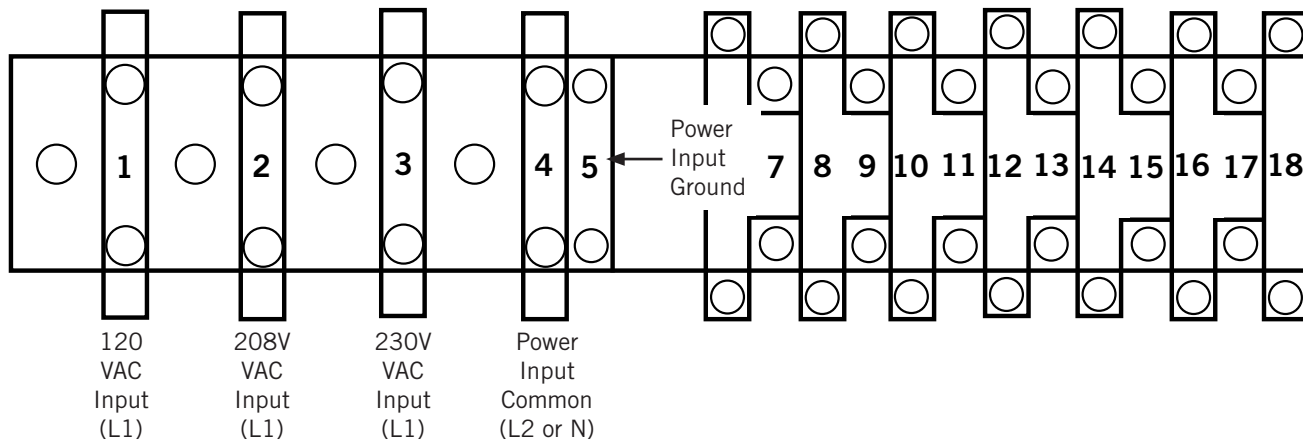 1 2 3 4 5 7 8 9 10 11 12 13 14 15 16 17 18
Power
Input
Ground
120
VAC
Input
(L1)
208V
VAC
Input
(L1)
230V
VAC
Input
(L1)
Power
Input
Common
(L2 or N)